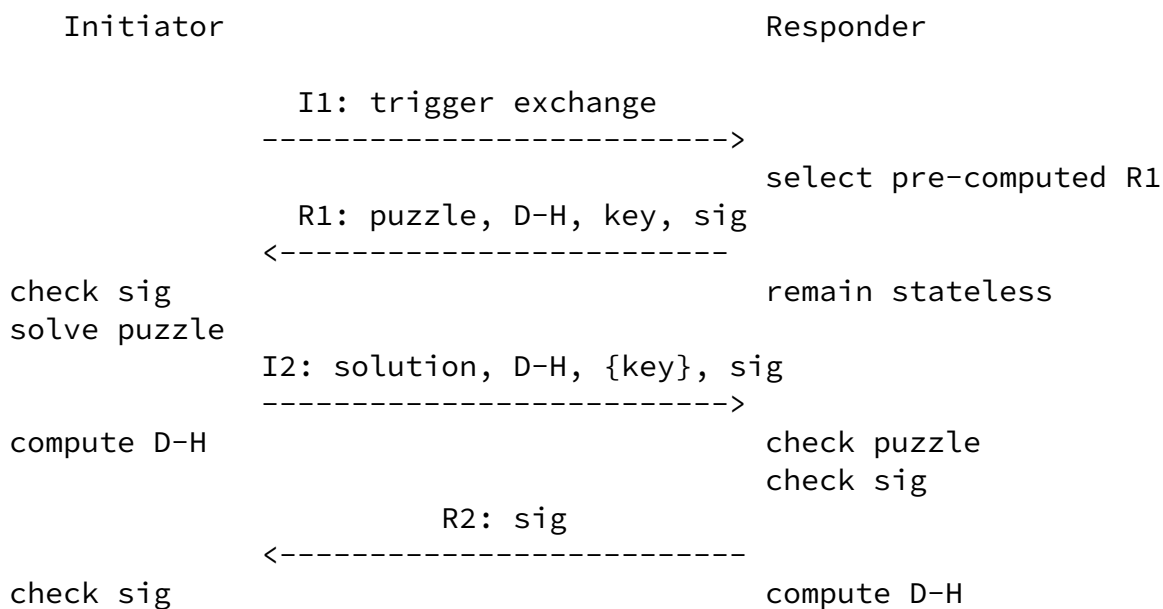 Initiator                              Responder
I1: trigger exchange
-------------------------->
select pre-computed R1
R1: puzzle, D-H, key, sig
<-------------------------
check sig                              remain stateless
solve puzzle
I2: solution, D-H, {key}, sig
-------------------------->
compute D-H                            check puzzle
check sig
R2: sig
<--------------------------
check sig                              compute D-H